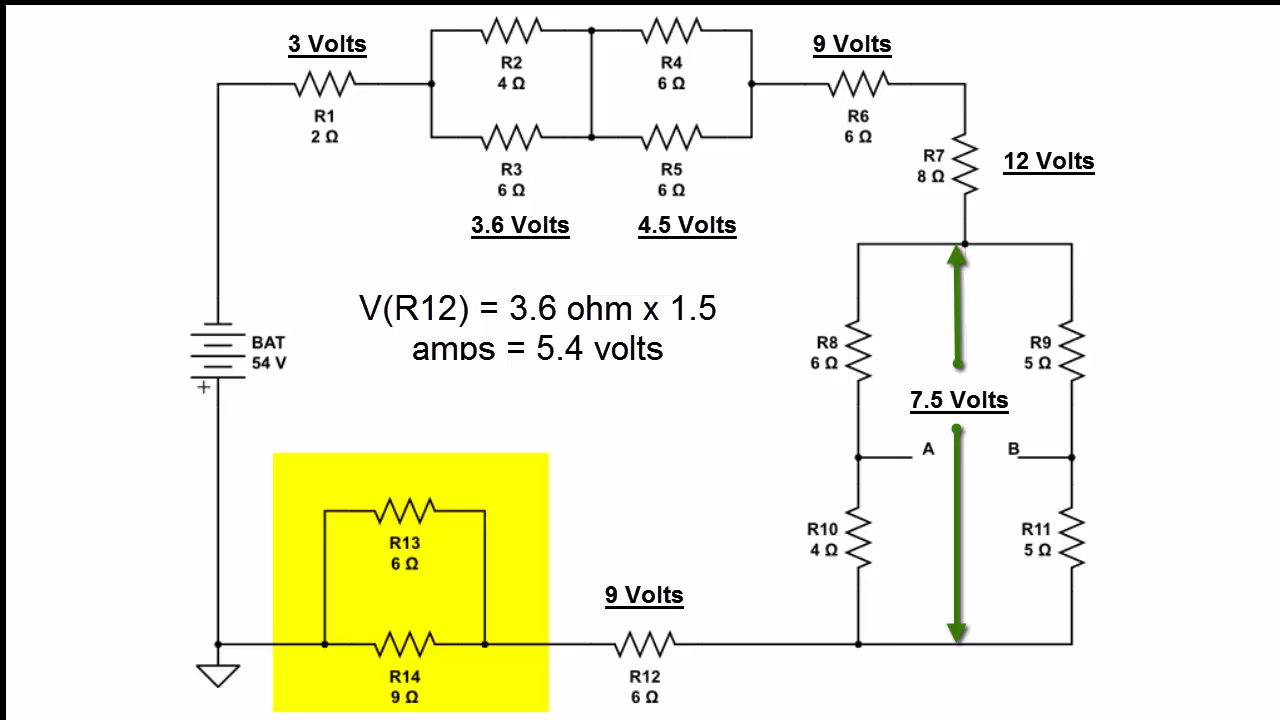 3 Volts
9 Volts
R2
4 Ω
R4
6 Ω
R1
2 Ω
R6
6 Ω
R7
8 Ω
12 Volts
R3
6 Ω
R5
6 Ω
3.6 Volts
4.5 Volts
V(R12) = 3.6 ohm x 1.5
amps = 5.4 volts
BAT
54 V
+
R8
6 Ω
R9
5 Ω
7.5 Volts
A
B
R10
4 Ω
R11
5 Ω
R13
6 Ω
9 Volts
R14
9 Ω
R12
6 Ω